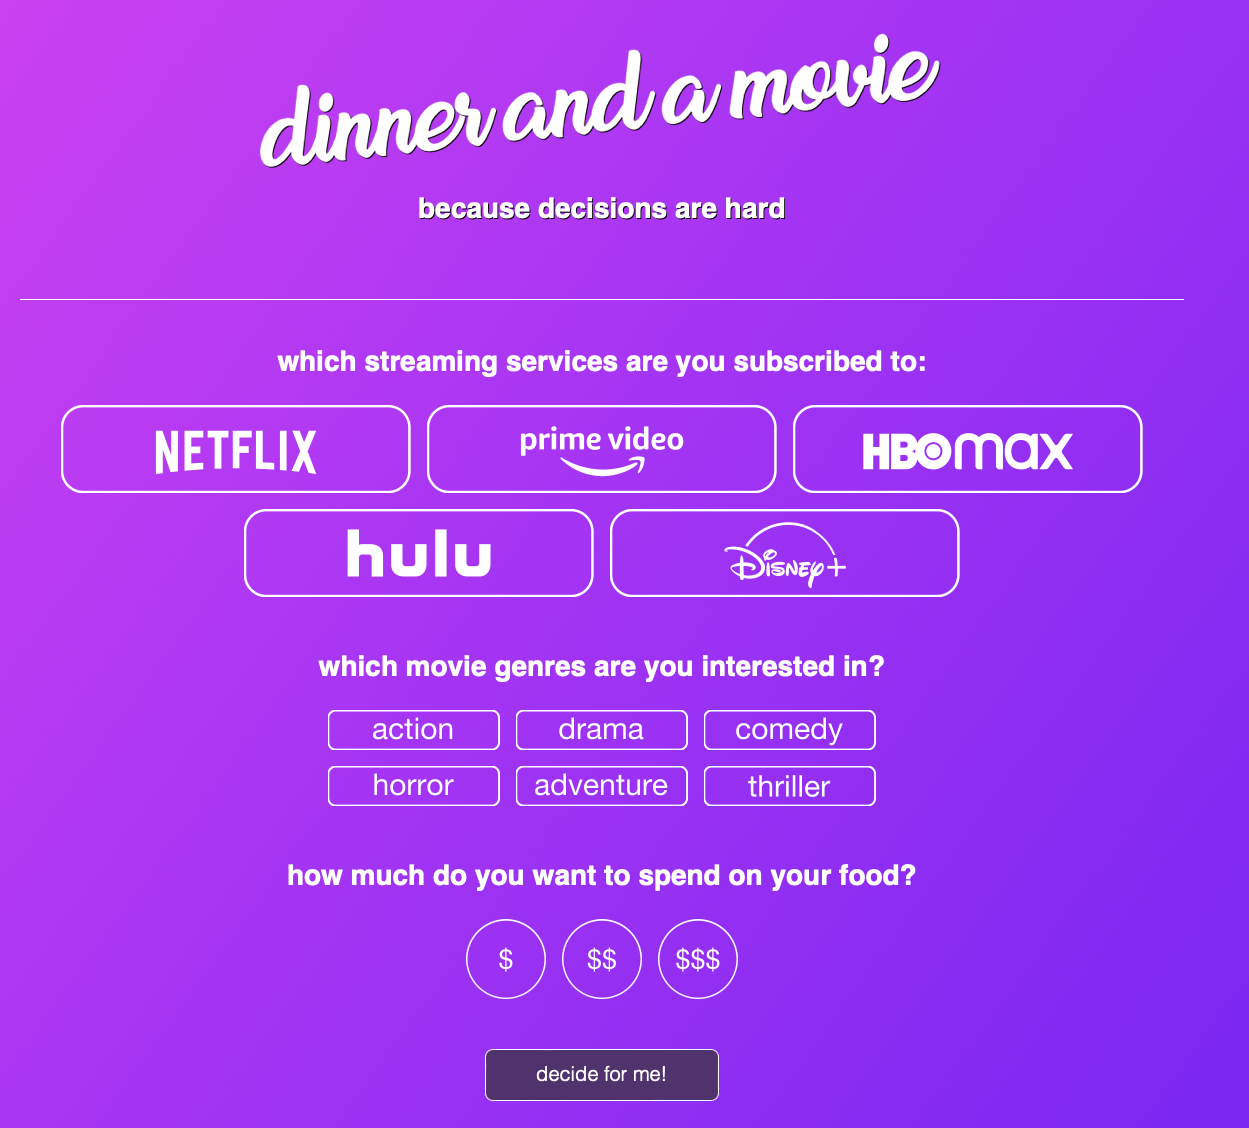 dinner and a movie
because decisions are hard
which streaming services are you subscribed to:
NETFLIX prime video HBOmax
hulu Disney+
which movie genres are you interested in?
action drama comedy
horror adventure thriller
how much do you want to spend on your food?
$ $$ $$$
decide for me!